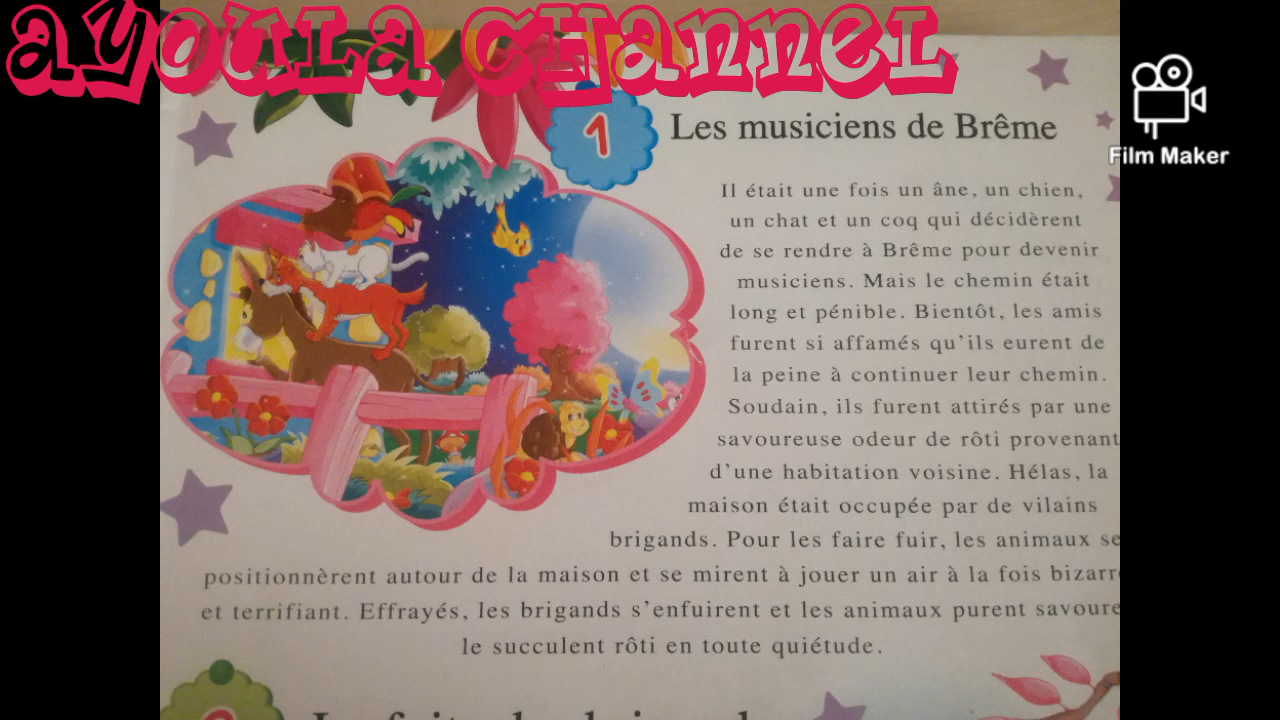 AYOULA CHANNEL
Film Maker
1
Les musiciens de Brême
Il était une fois un âne, un chien,
un chat et un coq qui décidèrent
de se rendre à Brême pour devenir
musiciens. Mais le chemin était
long et pénible. Bientôt, les amis
furent si affamés qu'ils eurent de
la peine à continuer leur chemin.
Soudain, ils furent attirés par une
savoureuse odeur de rôti provenant
d'une habitation voisine. Hélas, la
maison était occupée par de vilains
brigands. Pour les faire fuir, les animaux se
positionnèrent autour de la maison et se mirent à jouer un air à la fois bizarr
et terrifiant. Effrayés, les brigands s'enfuirent et les animaux purent savoure
le succulent rôti en toute quiétude.